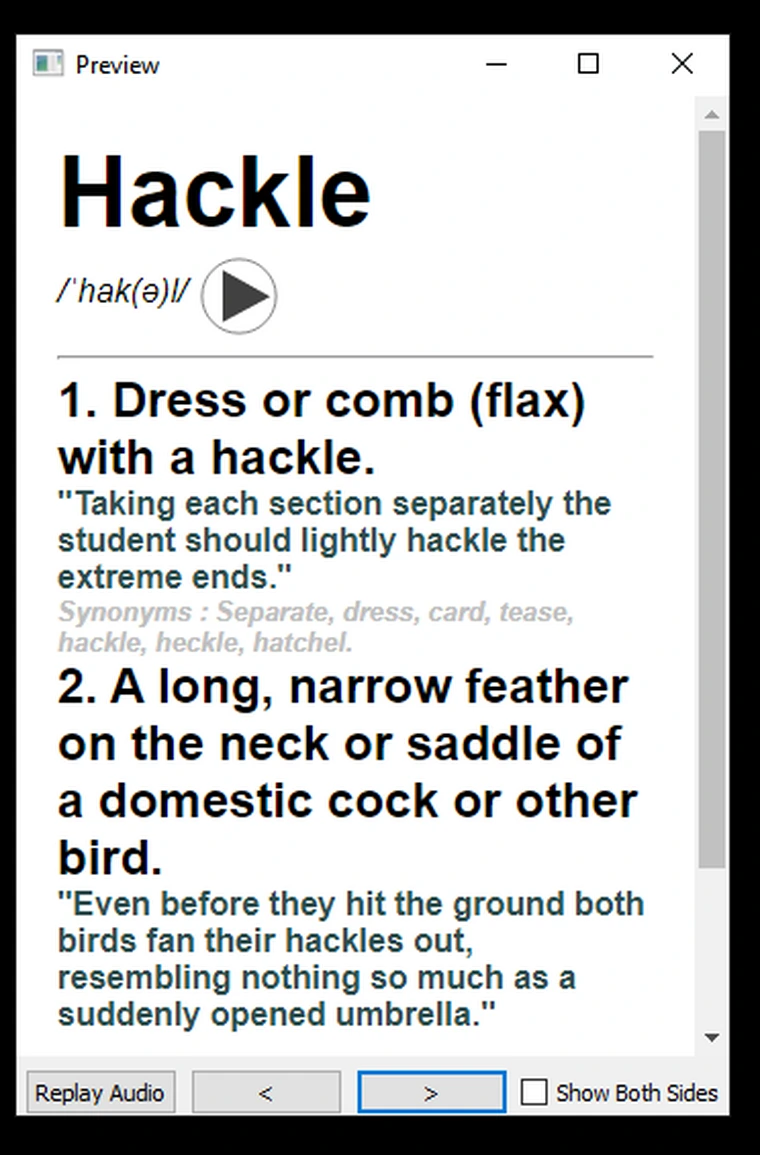 Preview
Hackle
/ˈhak(ə)l/
1. Dress or comb (flax)
with a hackle.
"Taking each section separately the
student should lightly hackle the
extreme ends."
Synonyms : Separate, dress, card, tease,
hackle, heckle, hatchel.
2. A long, narrow feather
on the neck or saddle of
a domestic cock or other
bird.
"Even before they hit the ground both
birds fan their hackles out,
resembling nothing so much as a
suddenly opened umbrella."
Replay Audio < > Show Both Sides